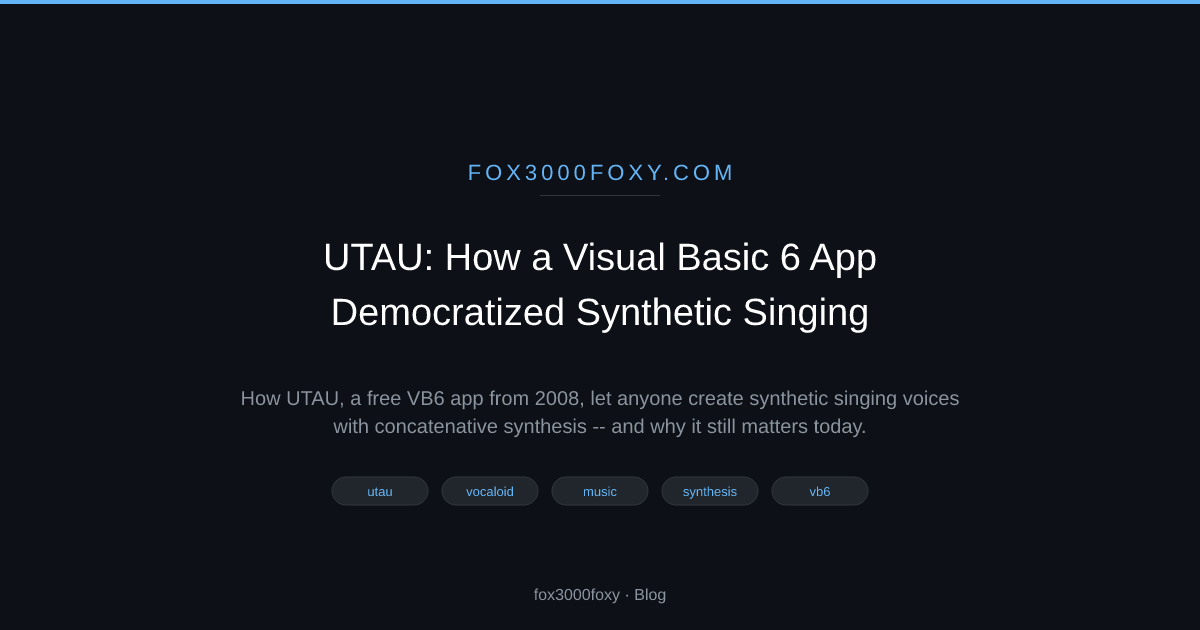 FOX3000FOXY.COM
UTAU: How a Visual Basic 6 App
Democratized Synthetic Singing
How UTAU, a free VB6 app from 2008, let anyone create synthetic singing voices
with concatenative synthesis -- and why it still matters today.
utau vocaloid music synthesis vb6
fox3000foxy · Blog